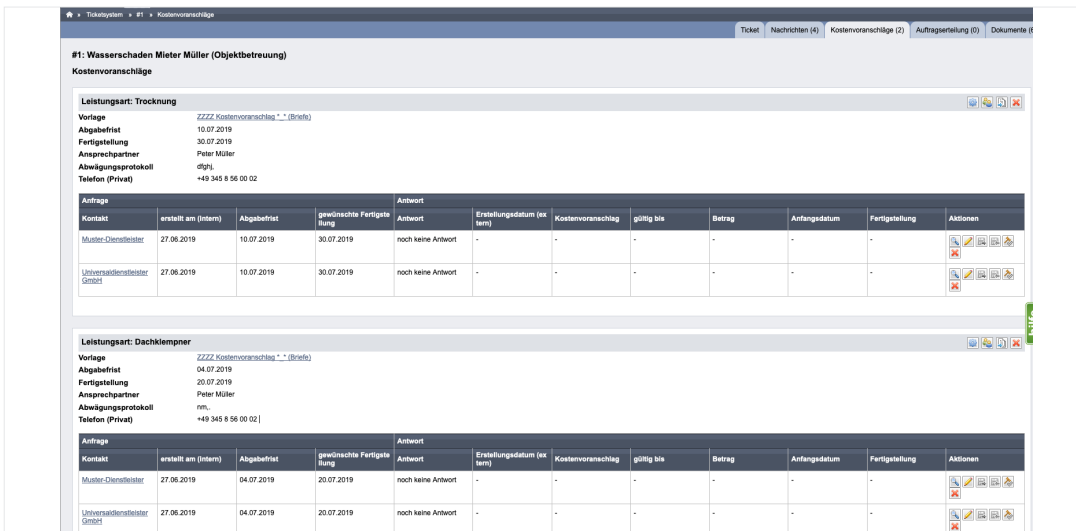 » Ticketsystem » #1 » Kostenvoranschläge
Ticket Nachrichten (4) Kostenvoranschläge (2) Auftragserteilung (0) Dokumente (
#1: Wasserschaden Mieter Müller (Objektbetreuung)
Kostenvoranschläge
Leistungsart: Trocknung
Vorlage ZZZZ Kostenvoranschlag *_* (Briefe)
Abgabefrist 10.07.2019
Fertigstellung 30.07.2019
Ansprechpartner Peter Müller
Abwägungsprotokoll dfghj,
Telefon (Privat) +49 345 8 56 00 02
Anfrage Antwort
Kontakt erstellt am (intern) Abgabefrist gewünschte Fertigste Antwort Erstellungsdatum (ex Kostenvoranschlag gültig bis Betrag Anfangsdatum Fertigstellung Aktionen
llung tern)
Muster-Dienstleister 27.06.2019 10.07.2019 30.07.2019 noch keine Antwort - - - - - -
Universaldienstleister 27.06.2019 10.07.2019 30.07.2019 noch keine Antwort - - - - - -
GmbH
Leistungsart: Dachklempner
Vorlage ZZZZ Kostenvoranschlag *_* (Briefe)
Abgabefrist 04.07.2019
Fertigstellung 20.07.2019
Ansprechpartner Peter Müller
Abwägungsprotokoll nm,.
Telefon (Privat) +49 345 8 56 00 02
Anfrage Antwort
Kontakt erstellt am (intern) Abgabefrist gewünschte Fertigste Antwort Erstellungsdatum (ex Kostenvoranschlag gültig bis Betrag Anfangsdatum Fertigstellung Aktionen
llung tern)
Muster-Dienstleister 27.06.2019 04.07.2019 20.07.2019 noch keine Antwort - - - - - -
Universaldienstleister 27.06.2019 04.07.2019 20.07.2019 noch keine Antwort - - - - - -
GmbH